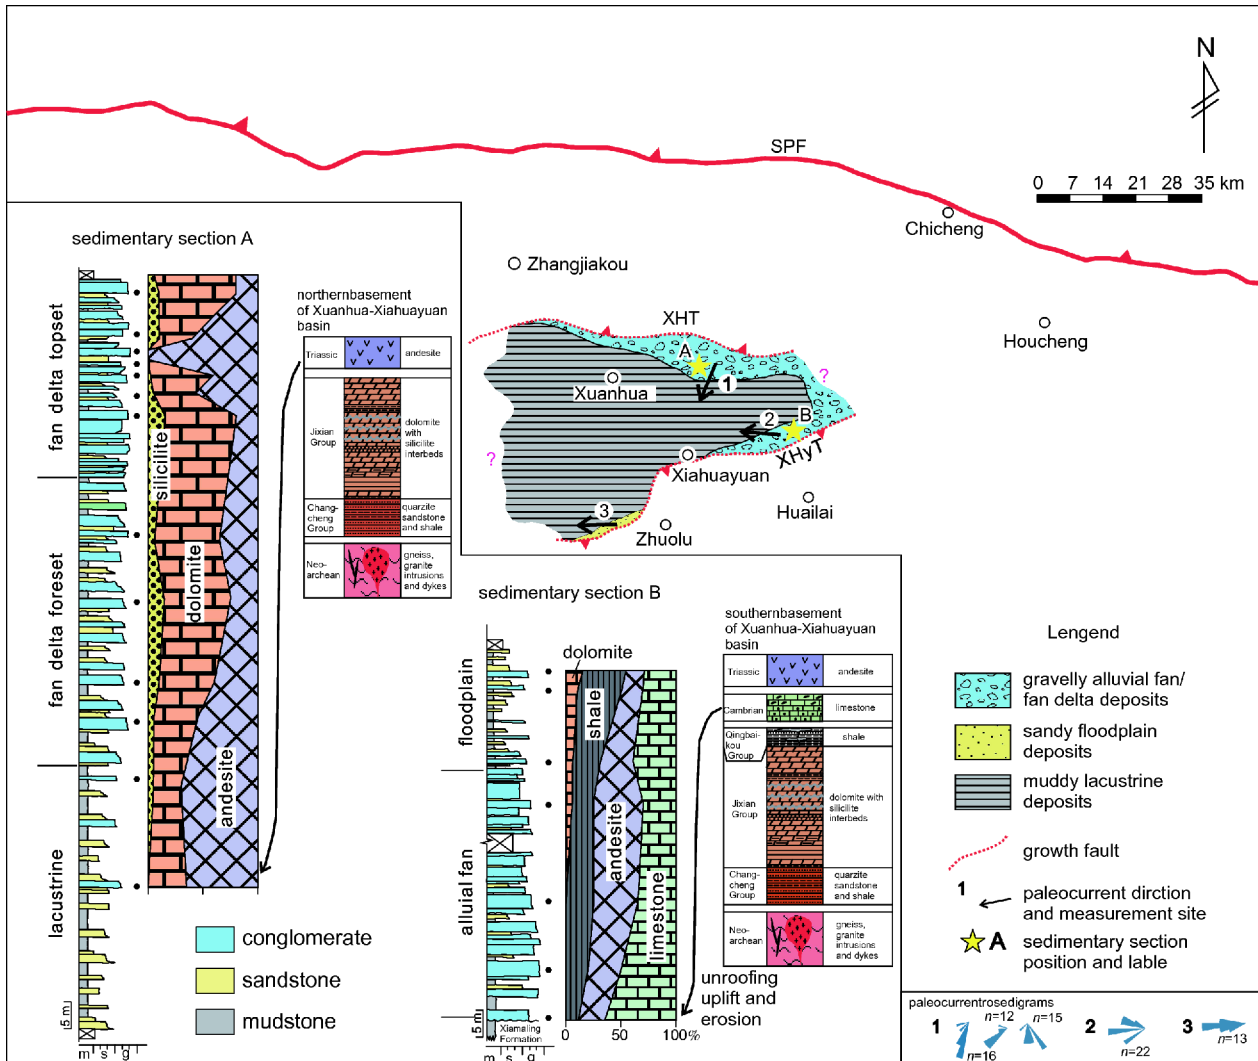 SPF
N
0 7 14 21 28 35 km
Chicheng
Houcheng
Zhangjiakou
XHT
A
1
?
Xuanhua
2
B
XHyT
?
Xiahuayuan
Huailai
3
Zhuolu
sedimentary section A
fan delta topset
fan delta foreset
lacustrine
silicilite
dolomite
andesite
5 m
m s g
northernbasement
of Xuanhua-Xiahuayuan
basin
Triassic
andesite
Jixian
Group
dolomite
with
silicilite
interbeds
Chang-
cheng
Group
quarzite
sandstone
and shale
Neo-
archean
gneiss,
granite
intrusions
and dykes
conglomerate
sandstone
mudstone
sedimentary section B
floodplain
alluvial fan
dolomite
shale
andesite
limestone
5 m
Xiamaling
Formation
m s g
0 50 100%
southernbasement
of Xuanhua-Xiahuayuan
basin
Triassic
andesite
Cambrian
limestone
Qingbai-
kou
Group
shale
Jixian
Group
dolomite with
silicilite
interbeds
Chang-
cheng
Group
quarzite
sandstone
and shale
Neo-
archean
gneiss,
granite
intrusions
and dykes
unroofing
uplift and
erosion
Lengend
gravelly alluvial fan/
fan delta deposits
sandy floodplain
deposits
muddy lacustrine
deposits
growth fault
1
paleocurrent dirction
and measurement site
A
sedimentary section
position and lable
paleocurrentrosedigrams
1
n=16
n=12
n=15
2
n=22
3
n=13